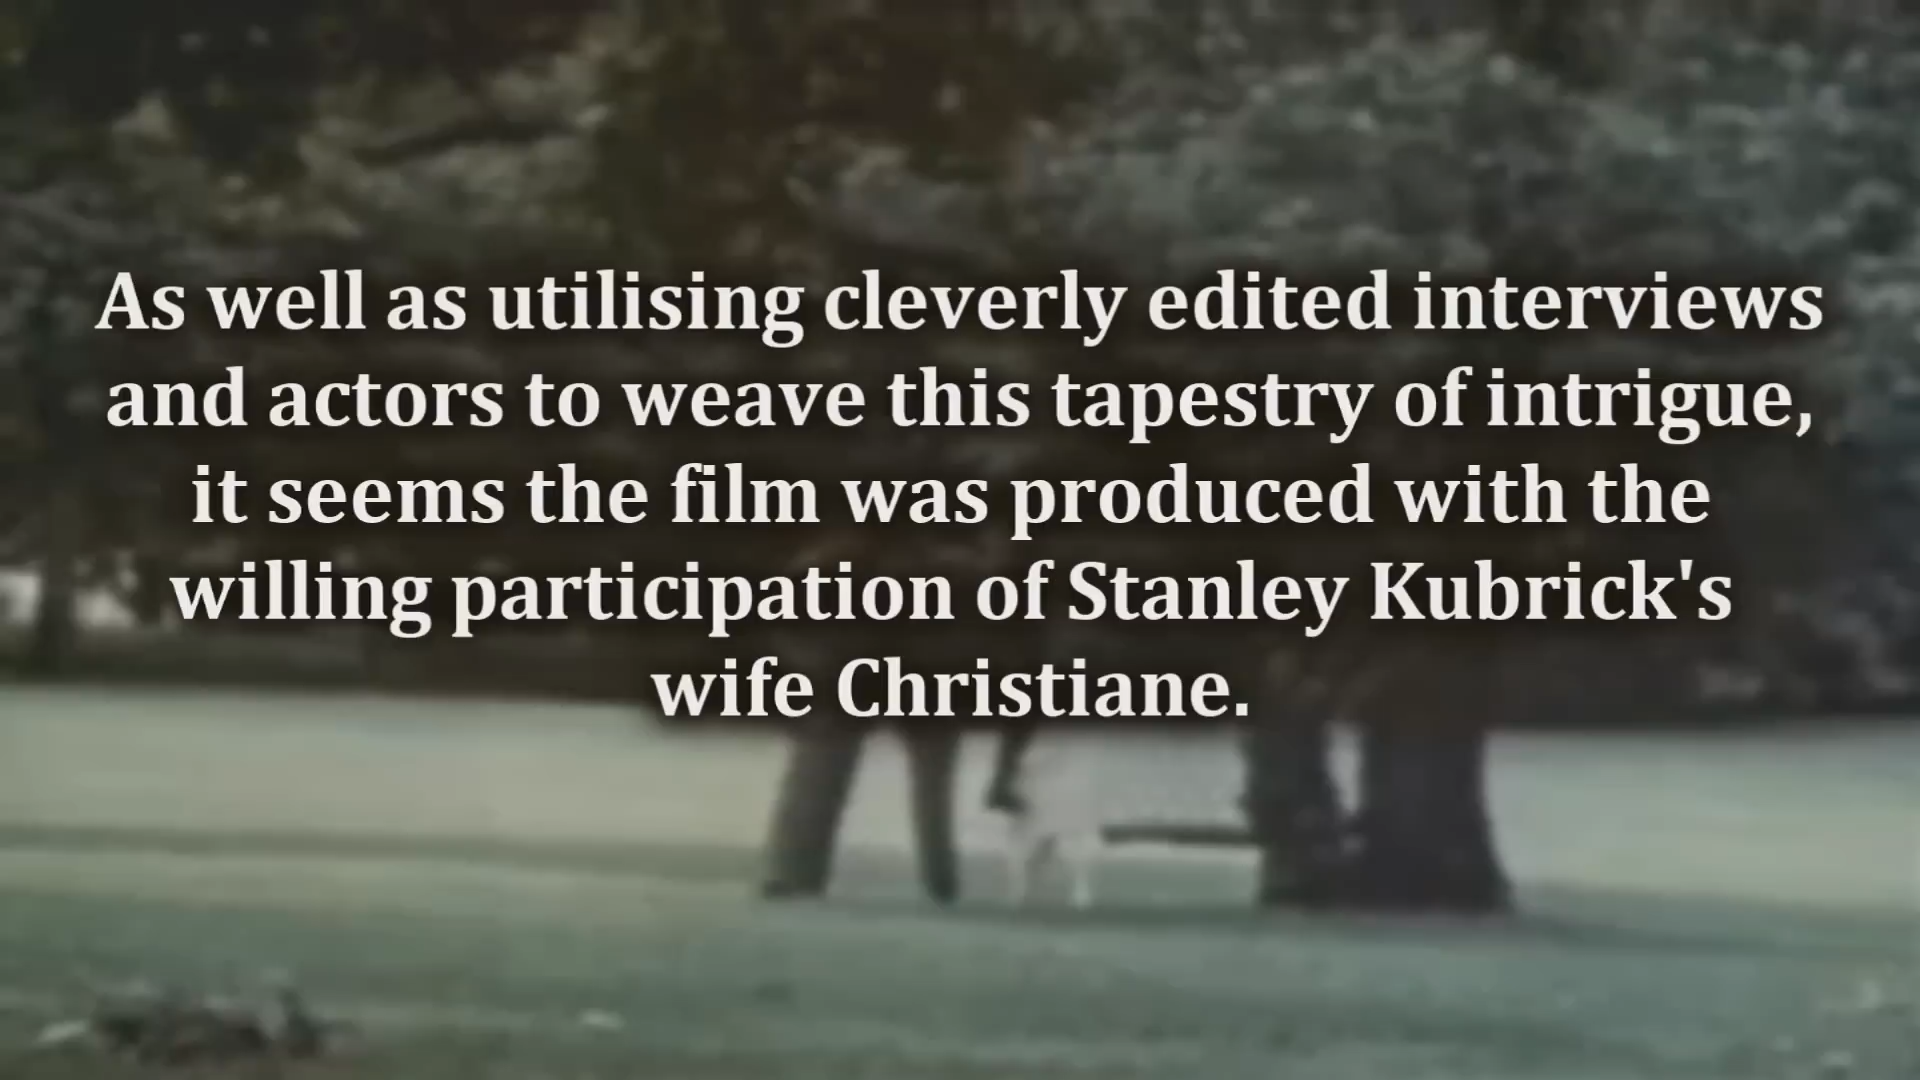 As well as utilising cleverly edited interviews
and actors to weave this tapestry of intrigue,
it seems the film was produced with the
willing participation of Stanley Kubrick's
wife Christiane.